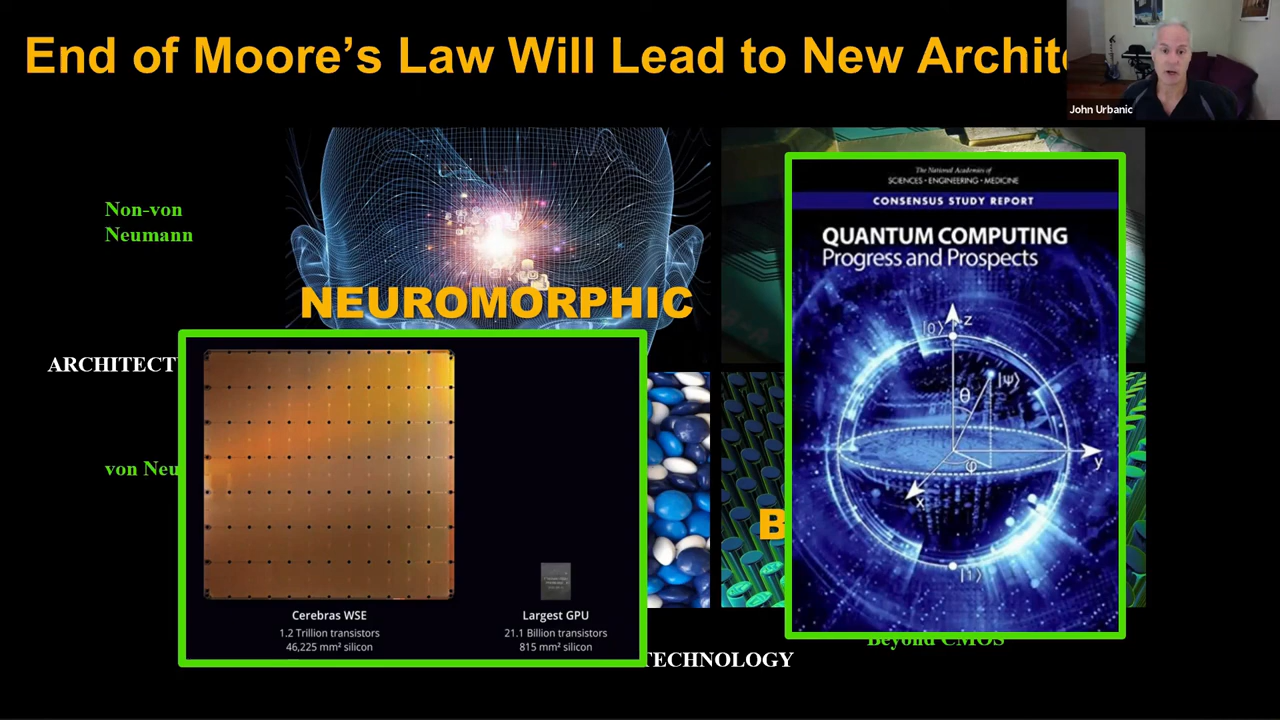 End of Moore's Law Will Lead to New Archite
John Urbanic
Non-von
Neumann
NEUROMORPHIC
ARCHITECT
von Neu
Cerebras WSE
1.2 Trillion transistors
46,225 mm² silicon
Largest GPU
21.1 Billion transistors
815 mm² silicon
The National Academies of
SCIENCES • ENGINEERING • MEDICINE
CONSENSUS STUDY REPORT
QUANTUM COMPUTING
Progress and Prospects
|0⟩
z
|ψ⟩
θ
φ
y
x
|1⟩
B
Beyond CMOS
TECHNOLOGY